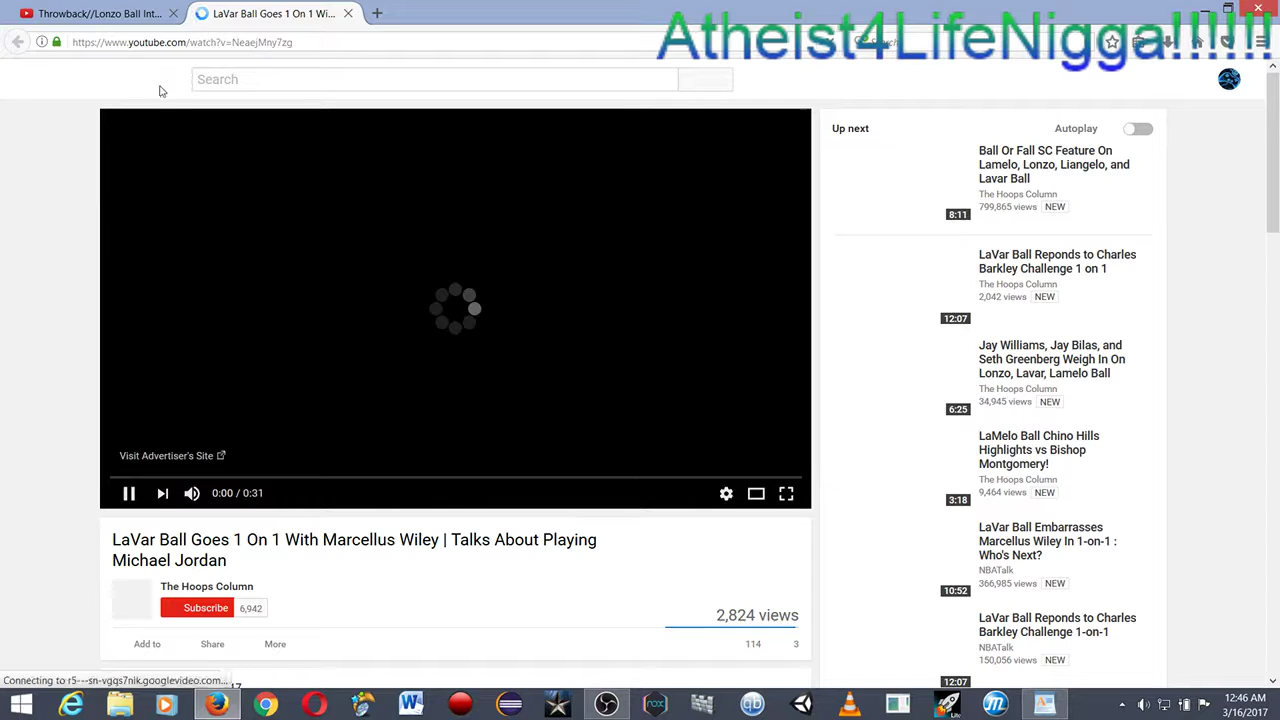 Throwback//Lonzo Ball Int...
LaVar Ball Goes 1 On 1 Wi...
https://www.youtube.com/watch?v=NeaejMny7zg
Search
Atheist4LifeNigga!!!!!!
Search
Up next
Autoplay
Ball Or Fall SC Feature On
Lamelo, Lonzo, Liangelo, and
Lavar Ball
The Hoops Column
799,865 views NEW
8:11
LaVar Ball Reponds to Charles
Barkley Challenge 1 on 1
The Hoops Column
2,042 views NEW
12:07
Jay Williams, Jay Bilas, and
Seth Greenberg Weigh In On
Lonzo, Lavar, Lamelo Ball
The Hoops Column
34,945 views NEW
6:25
LaMelo Ball Chino Hills
Highlights vs Bishop
Montgomery!
The Hoops Column
9,464 views NEW
3:18
LaVar Ball Embarrasses
Marcellus Wiley In 1-on-1 :
Who's Next?
NBATalk
366,985 views NEW
10:52
LaVar Ball Reponds to Charles
Barkley Challenge 1-on-1
NBATalk
150,056 views NEW
12:07
Visit Advertiser's Site
0:00 / 0:31
LaVar Ball Goes 1 On 1 With Marcellus Wiley | Talks About Playing
Michael Jordan
The Hoops Column
Subscribe 6,942
2,824 views
Add to Share More 114 3
Connecting to r5---sn-vgqs7nlk.googlevideo.com...
12:46 AM
3/16/2017